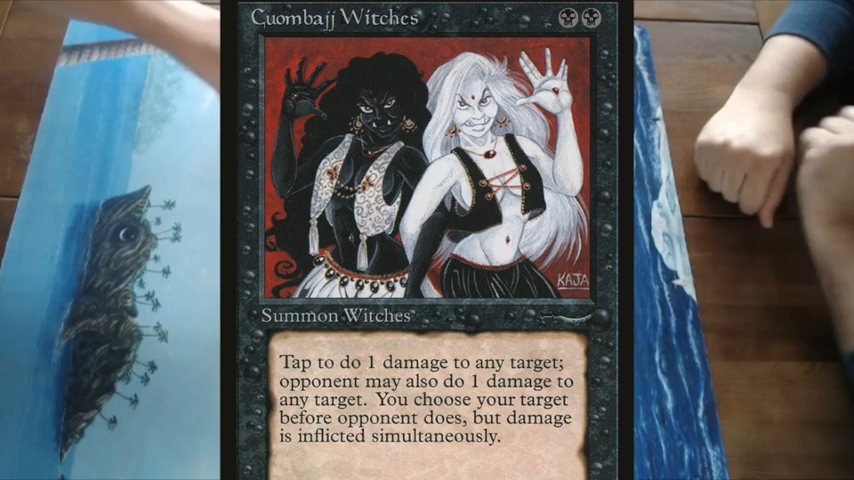 Cuombajj Witches
KAJA
Summon Witches
Tap to do 1 damage to any target;
opponent may also do 1 damage to
any target. You choose your target
before opponent does, but damage
is inflicted simultaneously.